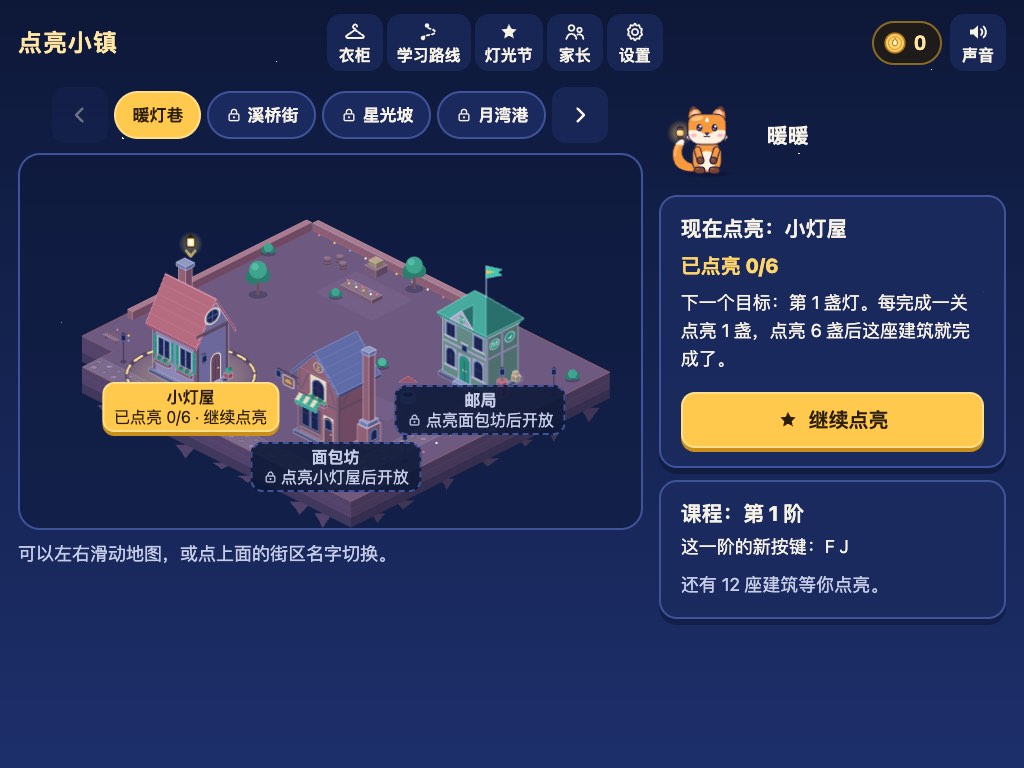 点亮小镇
衣柜
学习路线
灯光节
家长
设置
0
声音
暖灯巷
溪桥街
星光坡
月湾港
暖暖
现在点亮：小灯屋
已点亮 0/6
下一个目标：第 1 盏灯。每完成一关
点亮 1 盏，点亮 6 盏后这座建筑就完
成了。
继续点亮
小灯屋
已点亮 0/6 · 继续点亮
邮局
点亮面包坊后开放
面包坊
点亮小灯屋后开放
课程：第 1 阶
这一阶的新按键：F J
还有 12 座建筑等你点亮。
可以左右滑动地图，或点上面的街区名字切换。